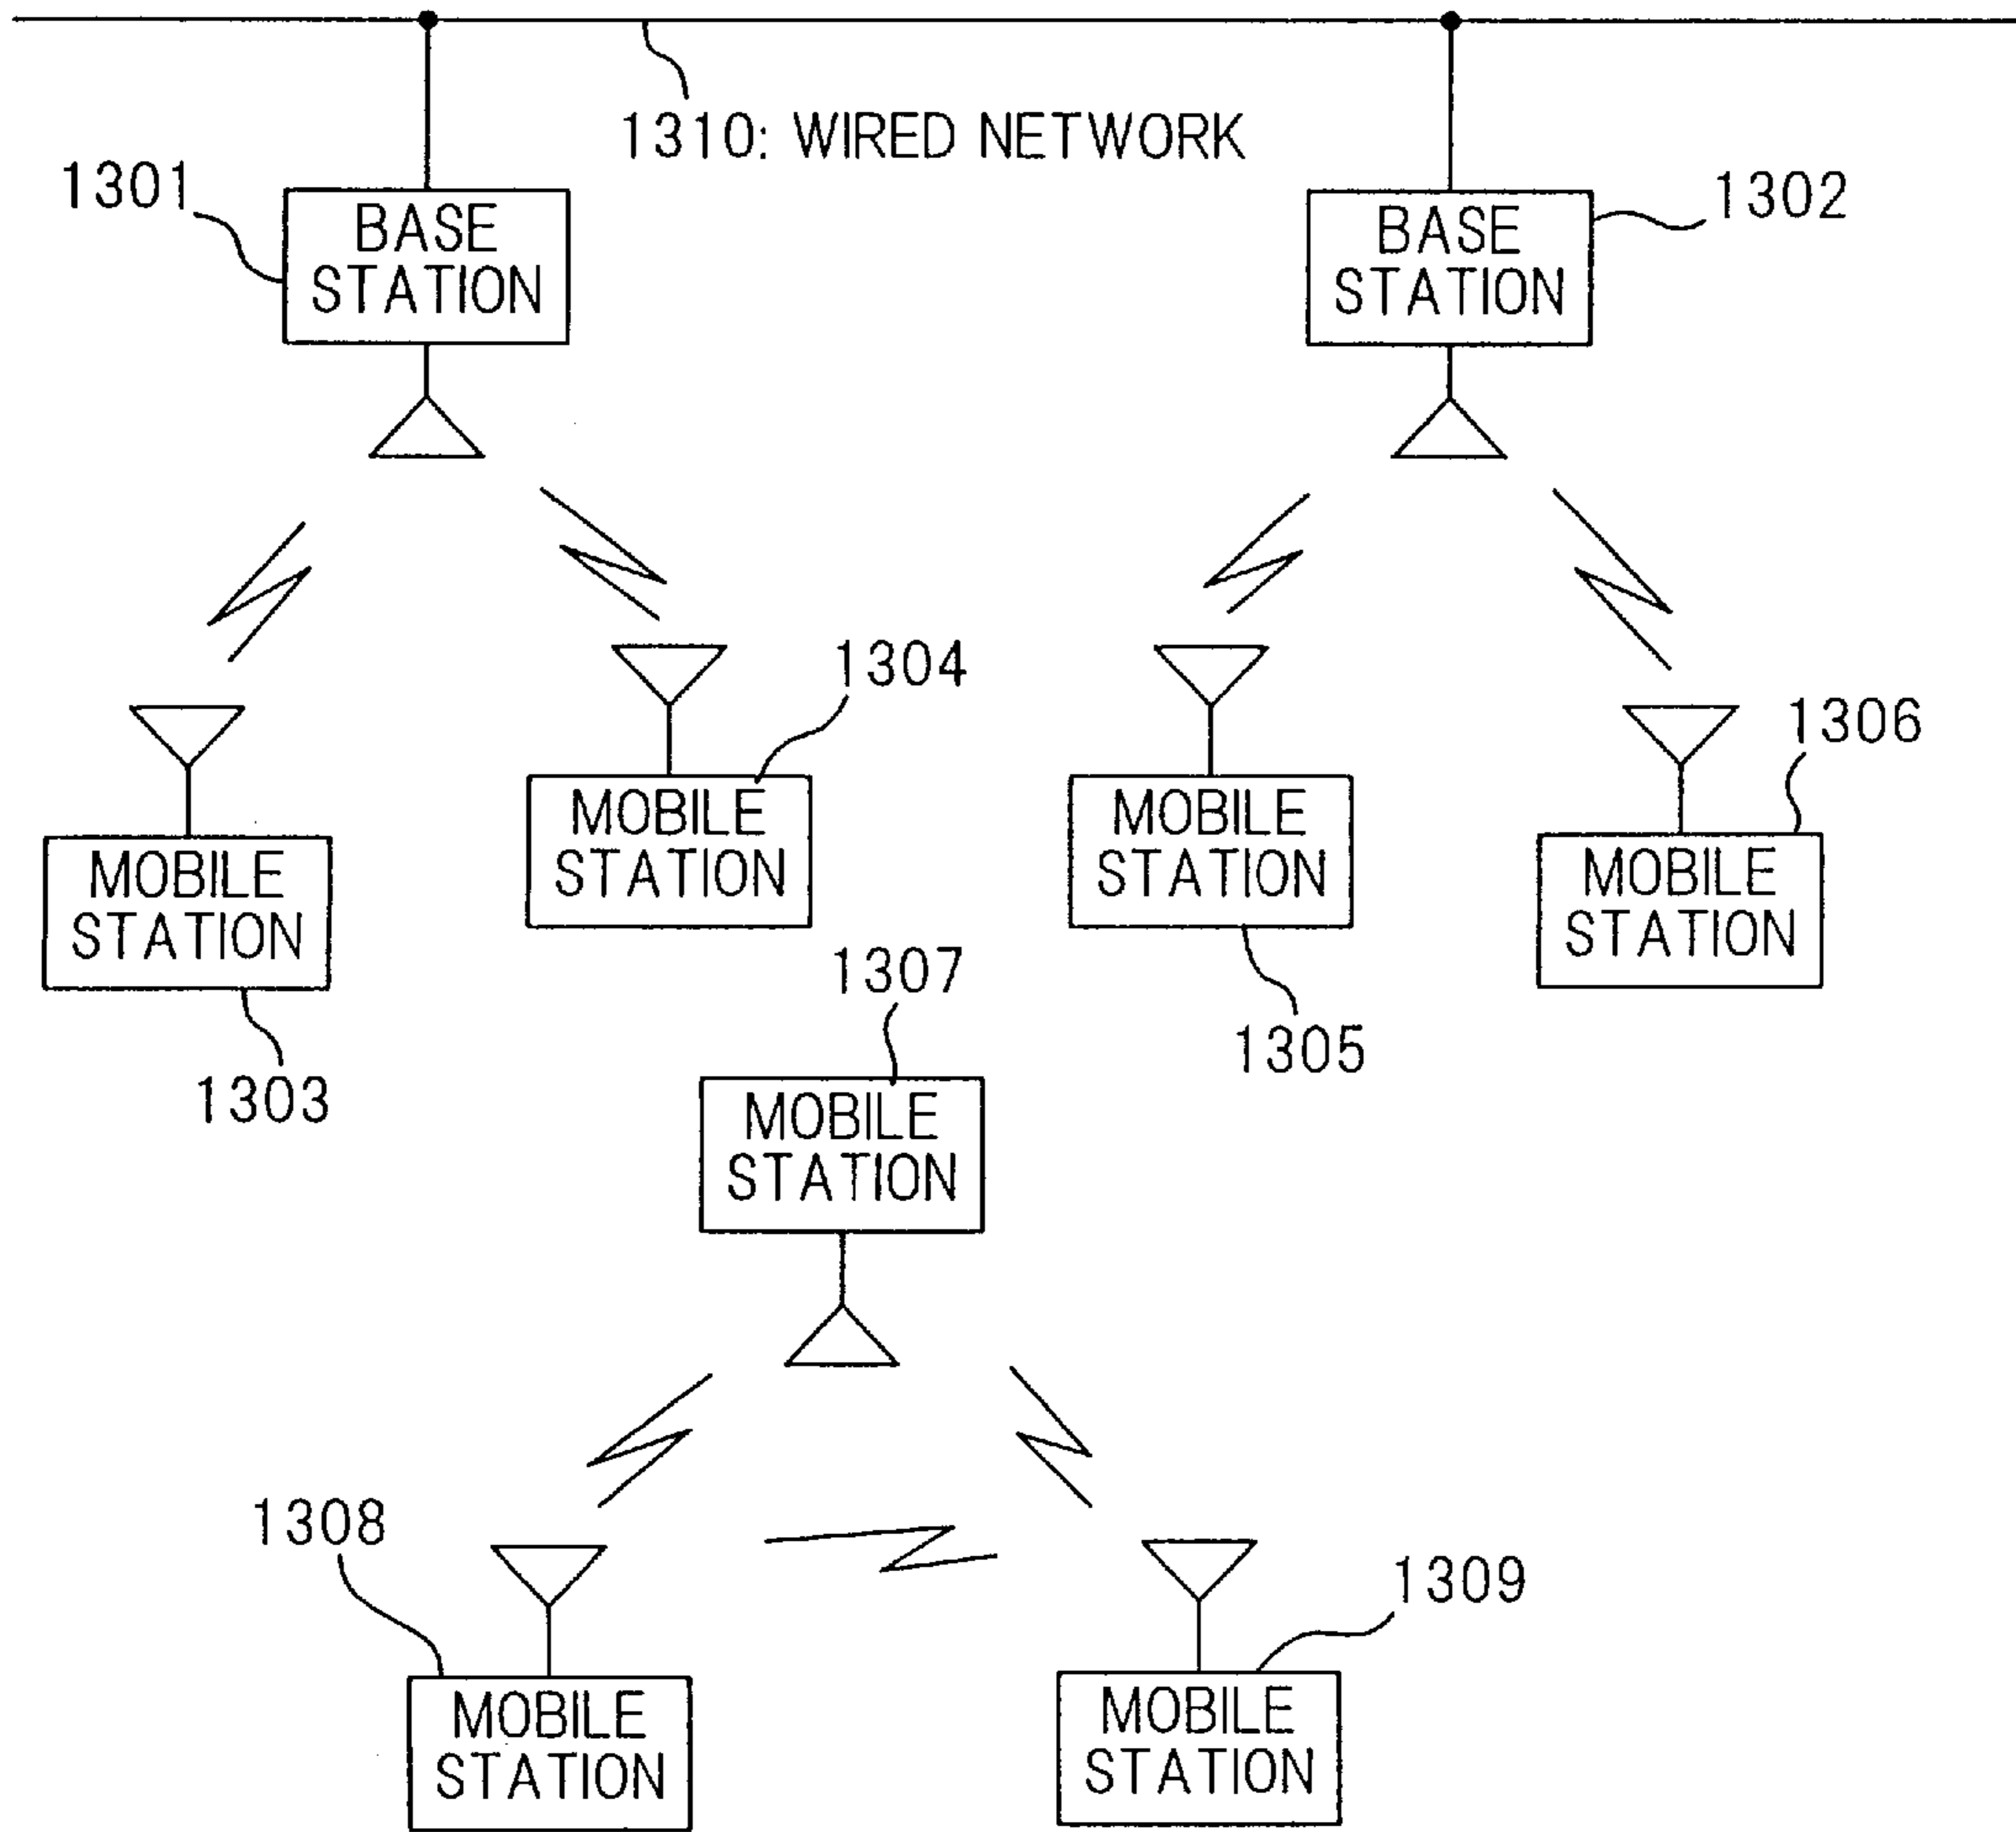 1310: WIRED NETWORK
1301
BASE
STATION
1302
BASE
STATION
1304
1306
MOBILE
STATION
MOBILE
STATION
MOBILE
STATION
MOBILE
STATION
1303
1307
1305
MOBILE
STATION
1308
1309
MOBILE
STATION
MOBILE
STATION